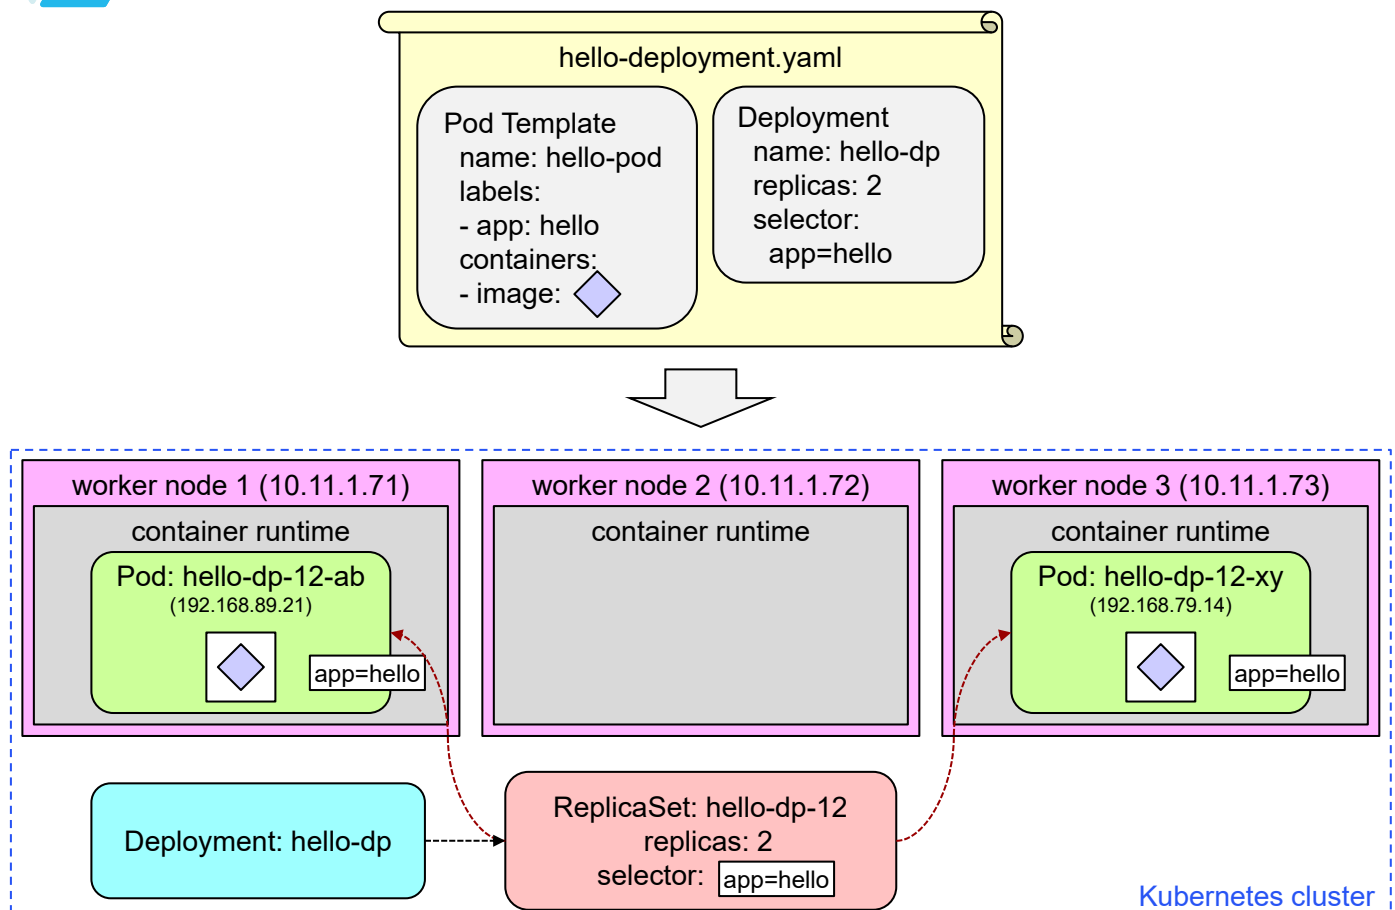 hello-deployment.yaml
Pod Template
name: hello-pod
labels:
- app: hello
containers:
- image:
Deployment
name: hello-dp
replicas: 2
selector:
app=hello
worker node 1 (10.11.1.71)
container runtime
Pod: hello-dp-12-ab
(192.168.89.21)
app=hello
worker node 2 (10.11.1.72)
container runtime
worker node 3 (10.11.1.73)
container runtime
Pod: hello-dp-12-xy
(192.168.79.14)
app=hello
Deployment: hello-dp
ReplicaSet: hello-dp-12
replicas: 2
selector: app=hello
Kubernetes cluster